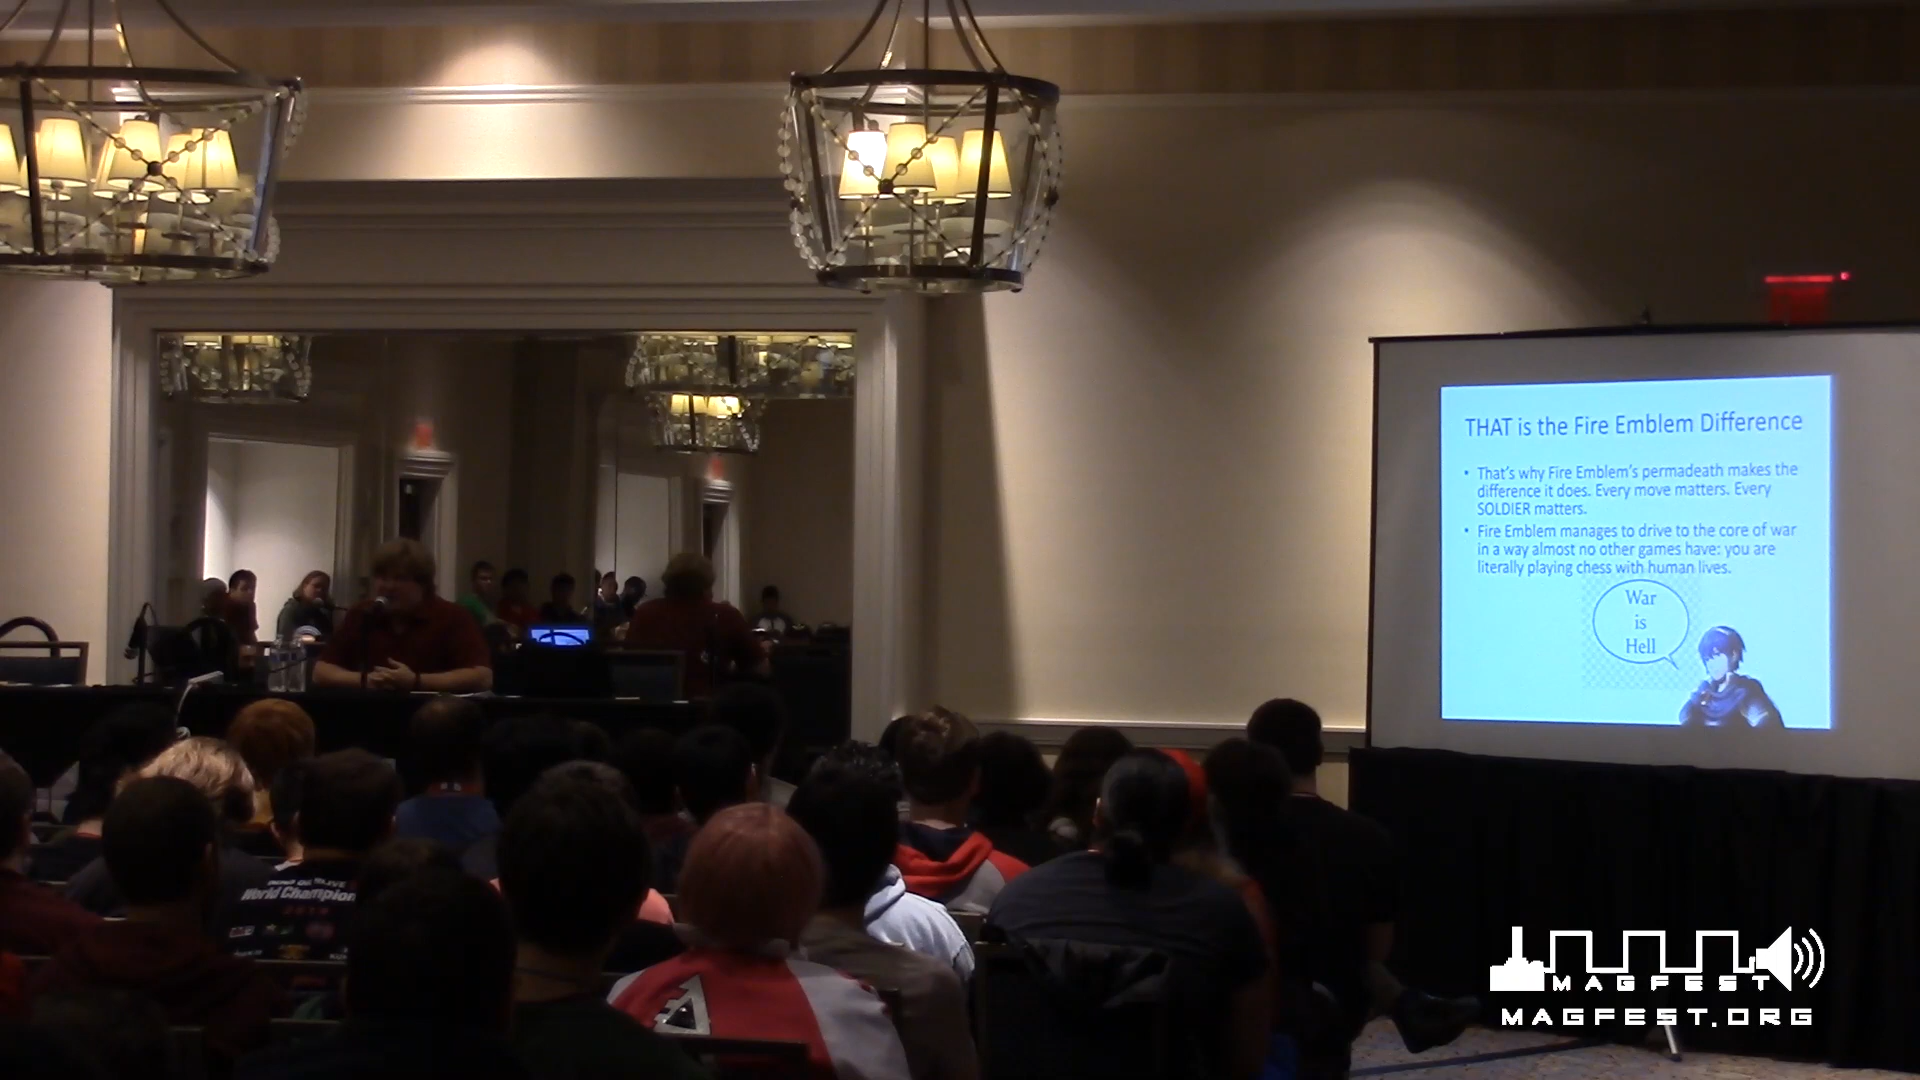 THAT is the Fire Emblem Difference
• That's why Fire Emblem's permadeath makes the
difference it does. Every move matters. Every
SOLDIER matters.
• Fire Emblem manages to drive to the core of war
in a way almost no other games have: you are
literally playing chess with human lives.
War
is
Hell
World Champion
MAGFEST
MAGFEST.ORG